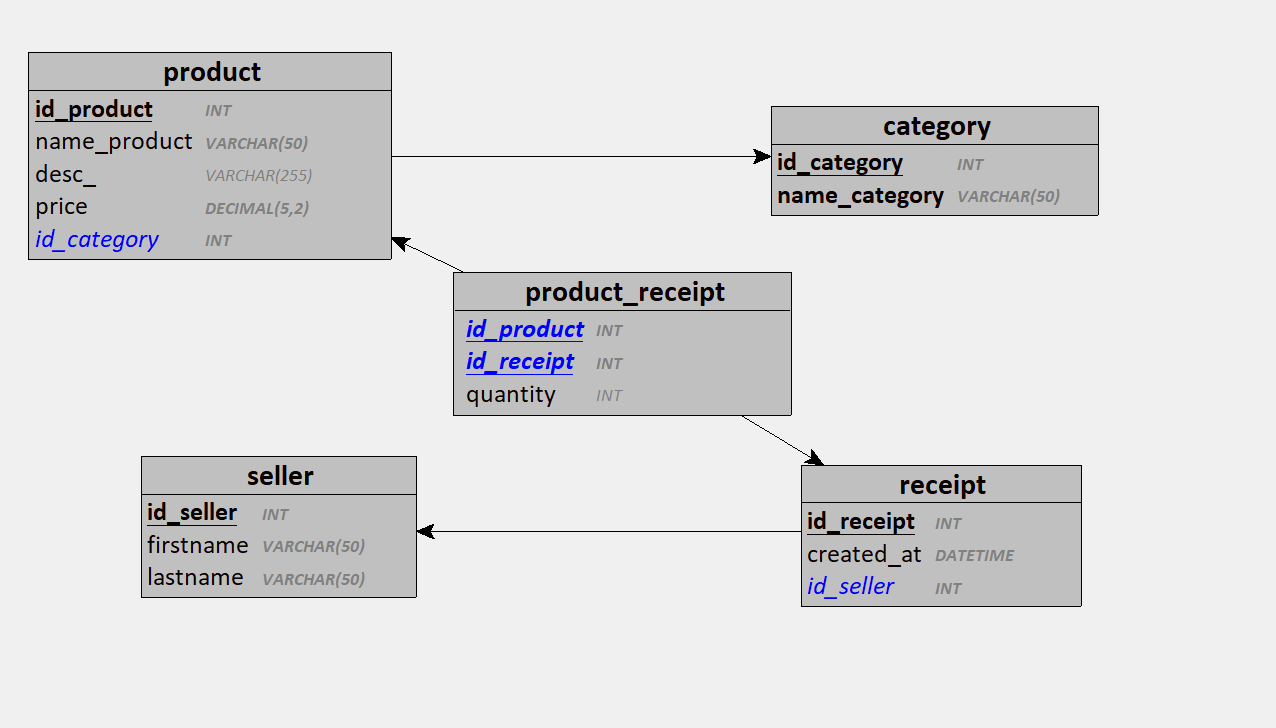 product
id_product INT
name_product VARCHAR(50)
desc_ VARCHAR(255)
price DECIMAL(5,2)
id_category INT
category
id_category INT
name_category VARCHAR(50)
product_receipt
id_product INT
id_receipt INT
quantity INT
seller
id_seller INT
firstname VARCHAR(50)
lastname VARCHAR(50)
receipt
id_receipt INT
created_at DATETIME
id_seller INT